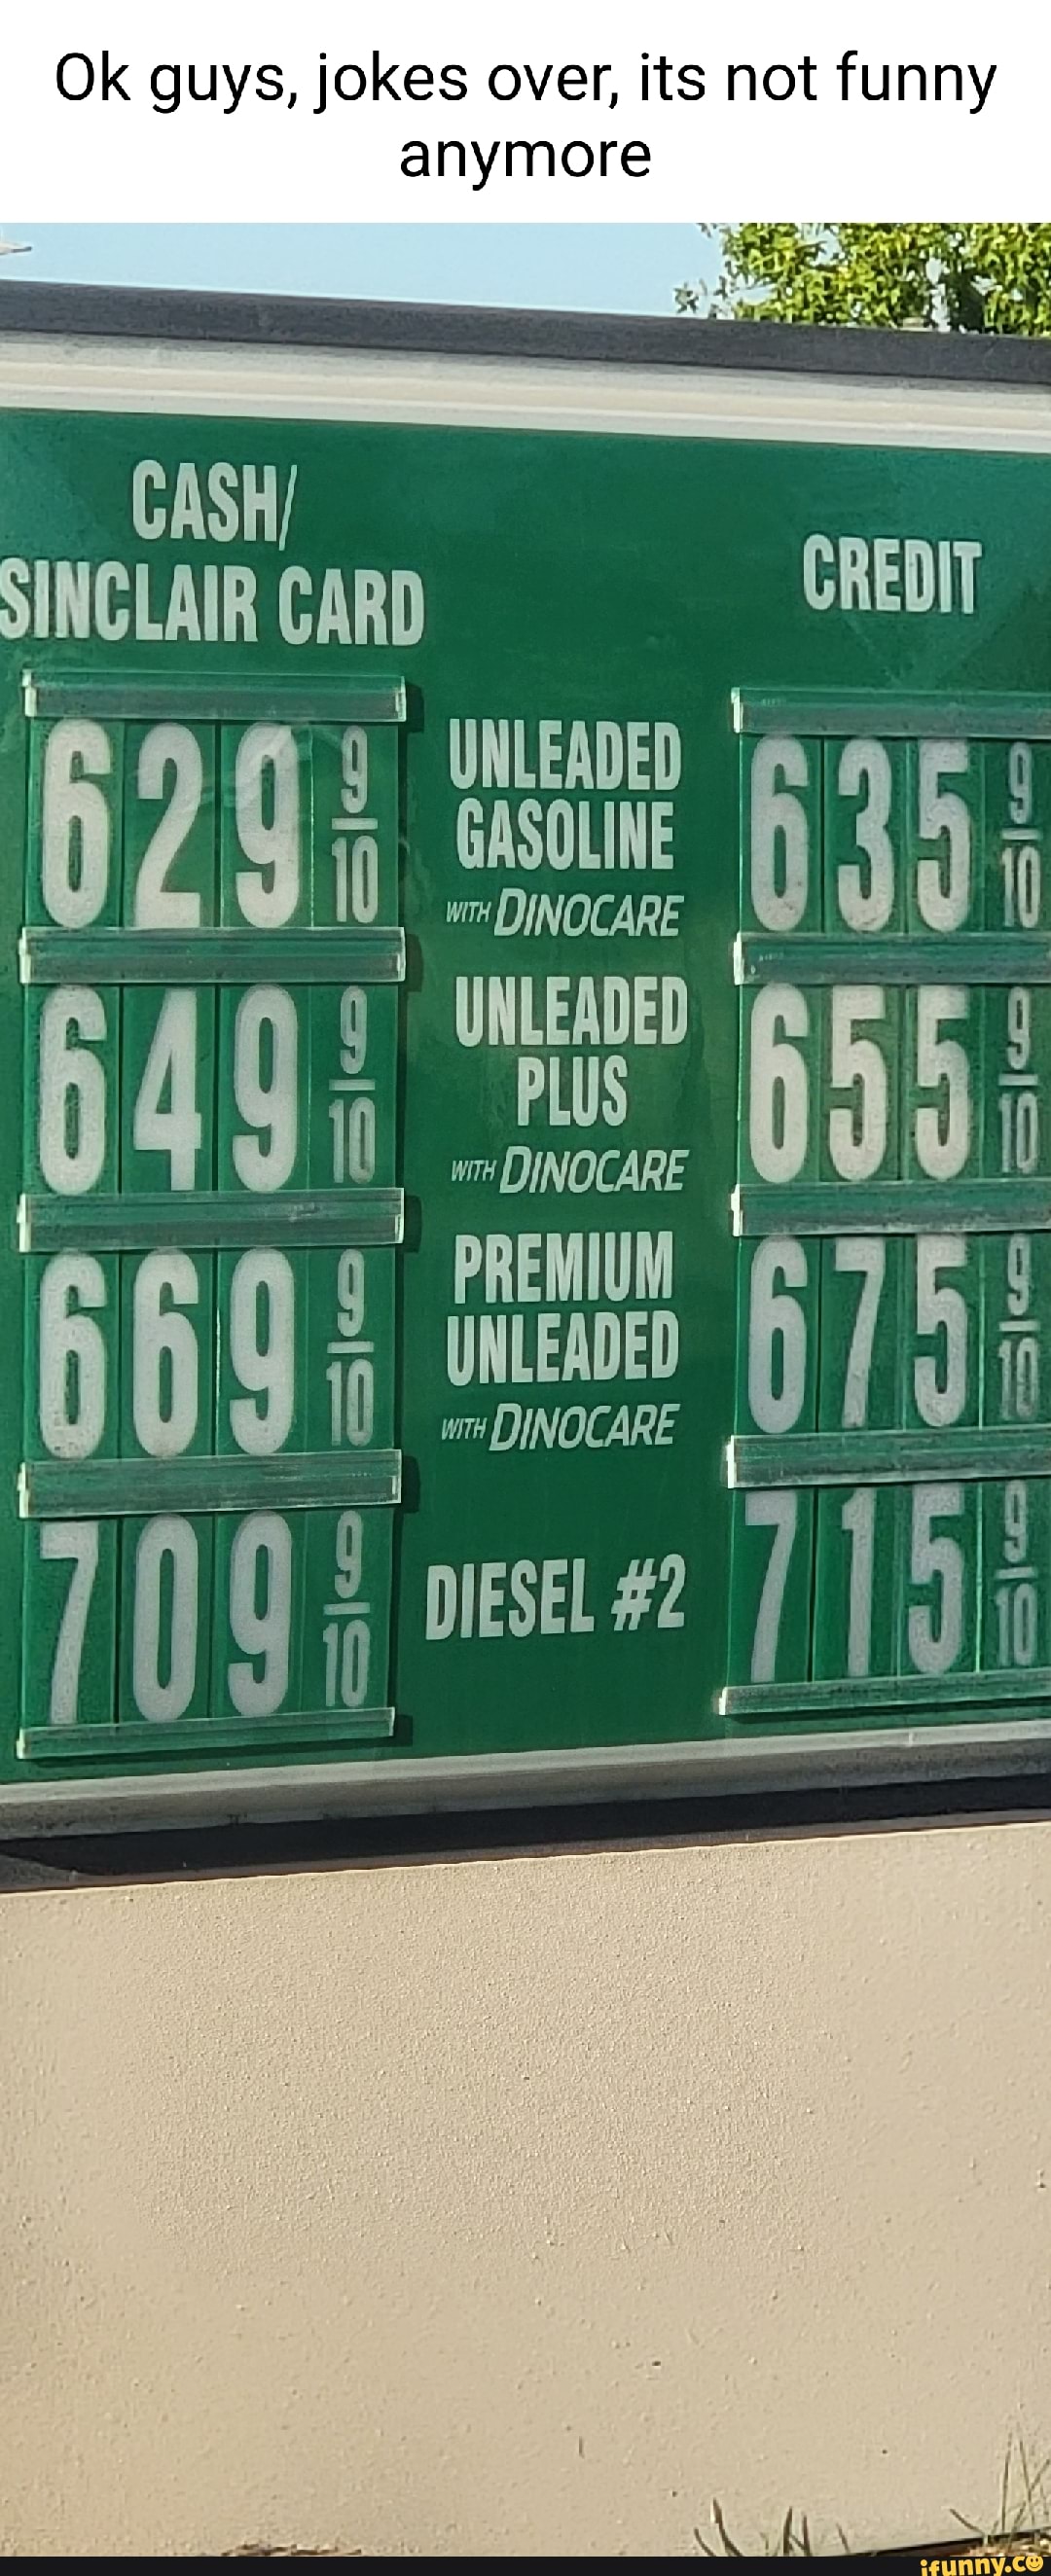 Ok guys, jokes over, its not funny
anymore
CASH/
SINCLAIR CARD
CREDIT
629 9/10 UNLEADED GASOLINE WITH DINOCARE 635 9/10
649 9/10 UNLEADED PLUS WITH DINOCARE 655 9/10
669 9/10 PREMIUM UNLEADED WITH DINOCARE 675 9/10
709 9/10 DIESEL #2 715 9/10
ifunny.co